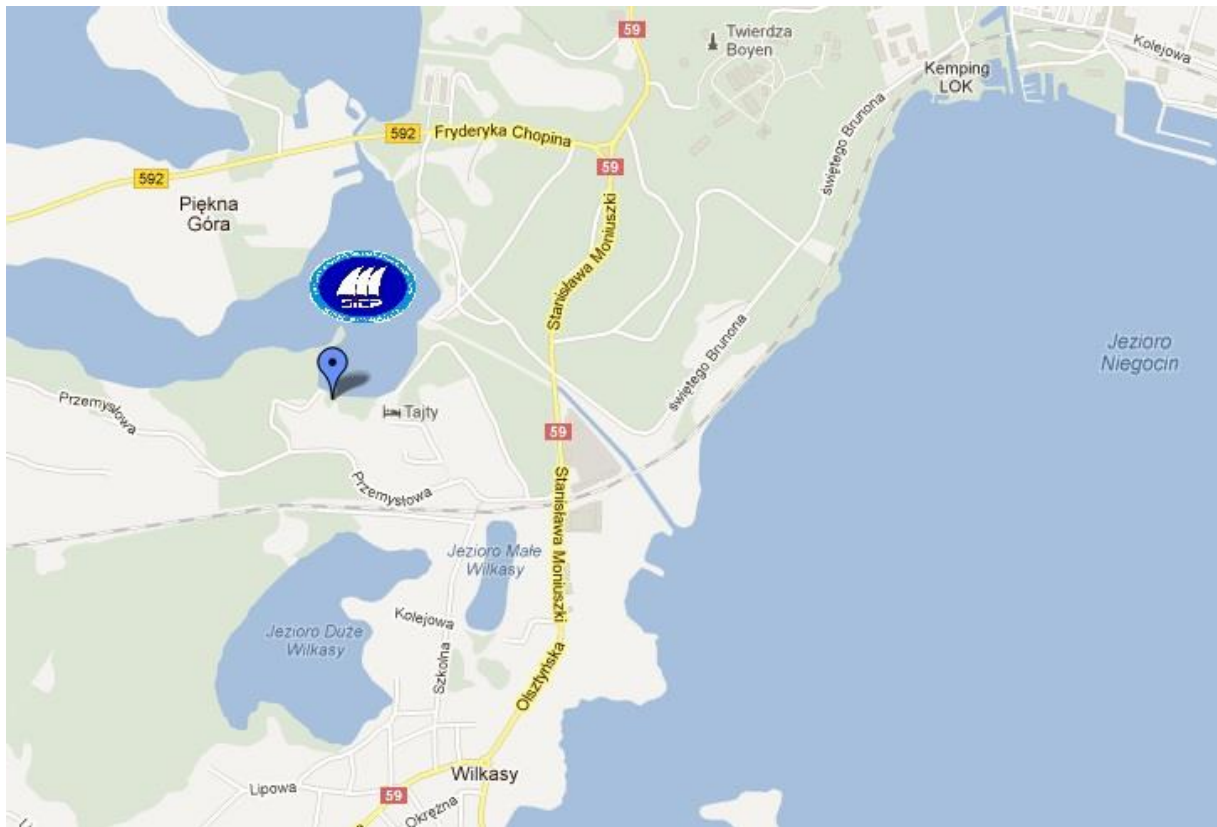 59
Twierdza
Boyen
Kolejowa
Kemping
LOK
592
Fryderyka Chopina
59
592
Piękna
Góra
świętego Brunona
Stanisława Moniuszki
SICP
Jezioro
Niegocin
świętego Brunona
Przemysłowa
Tajty
59
Przemysłowa
Stanisława Moniuszki
Jezioro Małe
Wilkasy
Kolejowa
Jezioro Duże
Wilkasy
Szkolna
Olsztyńska
Wilkasy
Lipowa
59
Okrężna